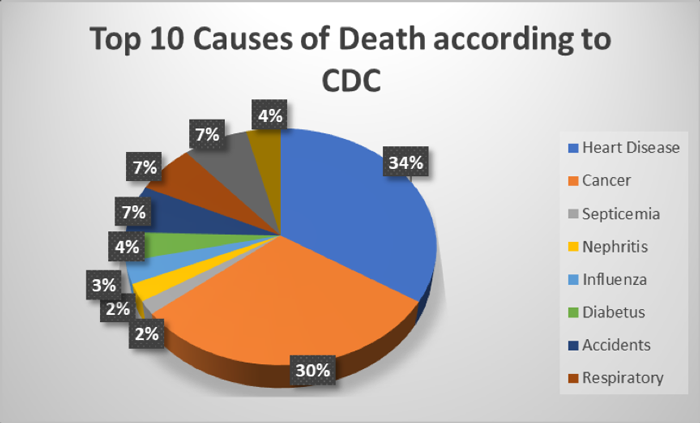 Top 10 Causes of Death according to
CDC
4%
7%
34%
7%
7%
4%
3%
2%
2%
30%
Heart Disease
Cancer
Septicemia
Nephritis
Influenza
Diabetus
Accidents
Respiratory